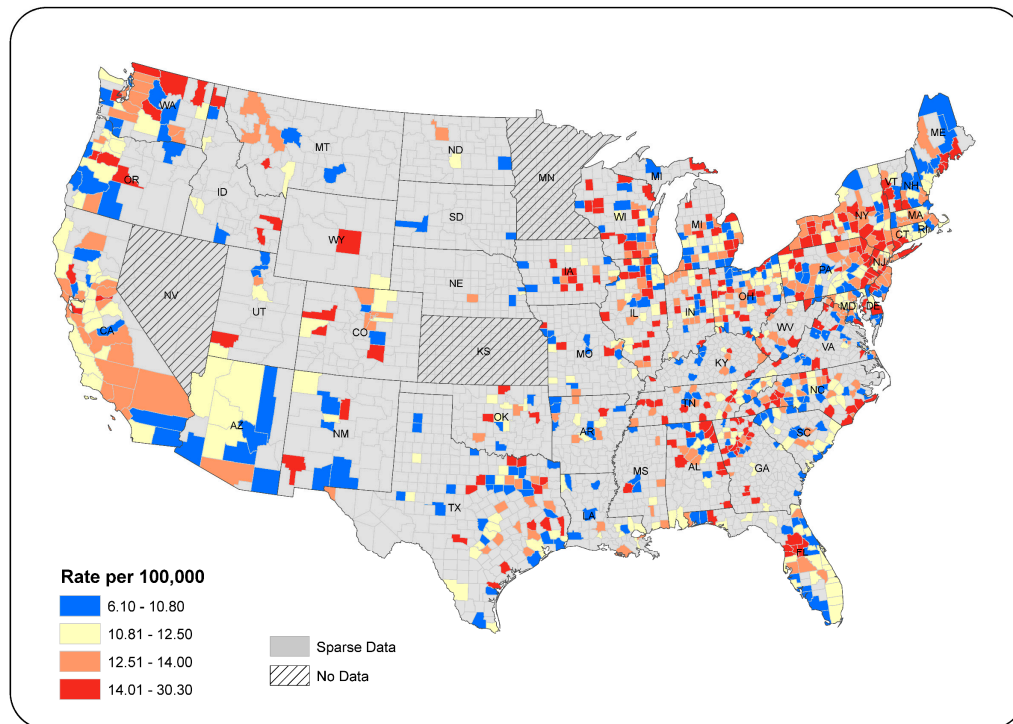 WA
MT
ND
MN
ME
OR
ID
SD
WI
MI
MI
VT
NH
NY
MA
CT
RI
WY
IA
NE
PA
NJ
NV
UT
CO
IL
IN
OH
MD
DE
WV
VA
CA
KS
MO
KY
AZ
NM
OK
AR
TN
NC
SC
TX
LA
MS
AL
GA
FL
Rate per 100,000
6.10 - 10.80
10.81 - 12.50
12.51 - 14.00
14.01 - 30.30
Sparse Data
No Data